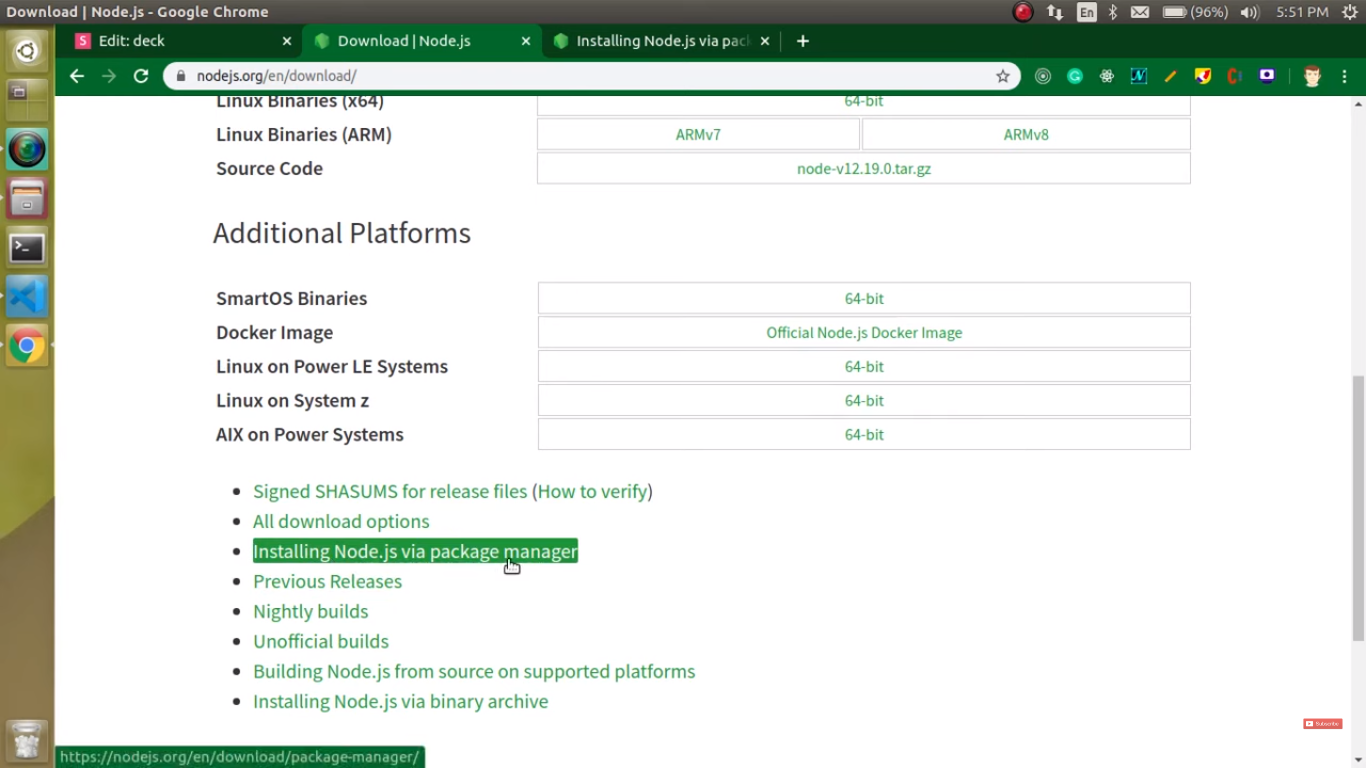 Download | Node.js - Google Chrome
En
(96%)
5:51 PM
Edit: deck
Download | Node.js
Installing Node.js via pac
nodejs.org/en/download/
Linux Binaries (x64) 64-bit
Linux Binaries (ARM) ARMv7 ARMv8
Source Code node-v12.19.0.tar.gz
Additional Platforms
SmartOS Binaries 64-bit
Docker Image Official Node.js Docker Image
Linux on Power LE Systems 64-bit
Linux on System z 64-bit
AIX on Power Systems 64-bit
Signed SHASUMS for release files (How to verify)
All download options
Installing Node.js via package manager
Previous Releases
Nightly builds
Unofficial builds
Building Node.js from source on supported platforms
Installing Node.js via binary archive
Subscribe
https://nodejs.org/en/download/package-manager/